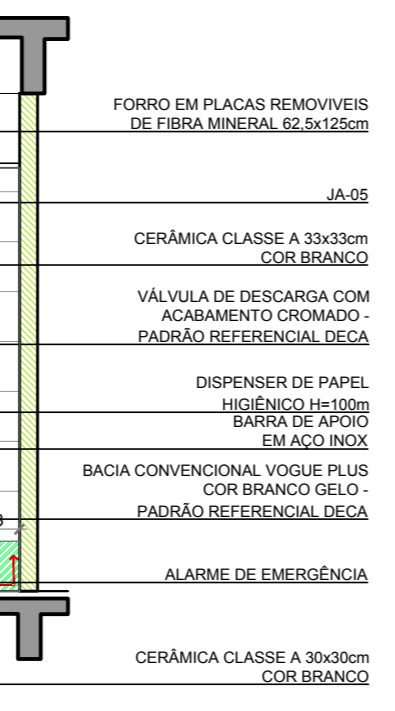 FORRO EM PLACAS REMOVIVEIS
DE FIBRA MINERAL 62,5x125cm
JA-05
CERÂMICA CLASSE A 33x33cm
COR BRANCO
VÁLVULA DE DESCARGA COM
ACABAMENTO CROMADO -
PADRÃO REFERENCIAL DECA
DISPENSER DE PAPEL
HIGIÊNICO H=100m
BARRA DE APOIO
EM AÇO INOX
BACIA CONVENCIONAL VOGUE PLUS
COR BRANCO GELO -
PADRÃO REFERENCIAL DECA
ALARME DE EMERGÊNCIA
CERÂMICA CLASSE A 30x30cm
COR BRANCO